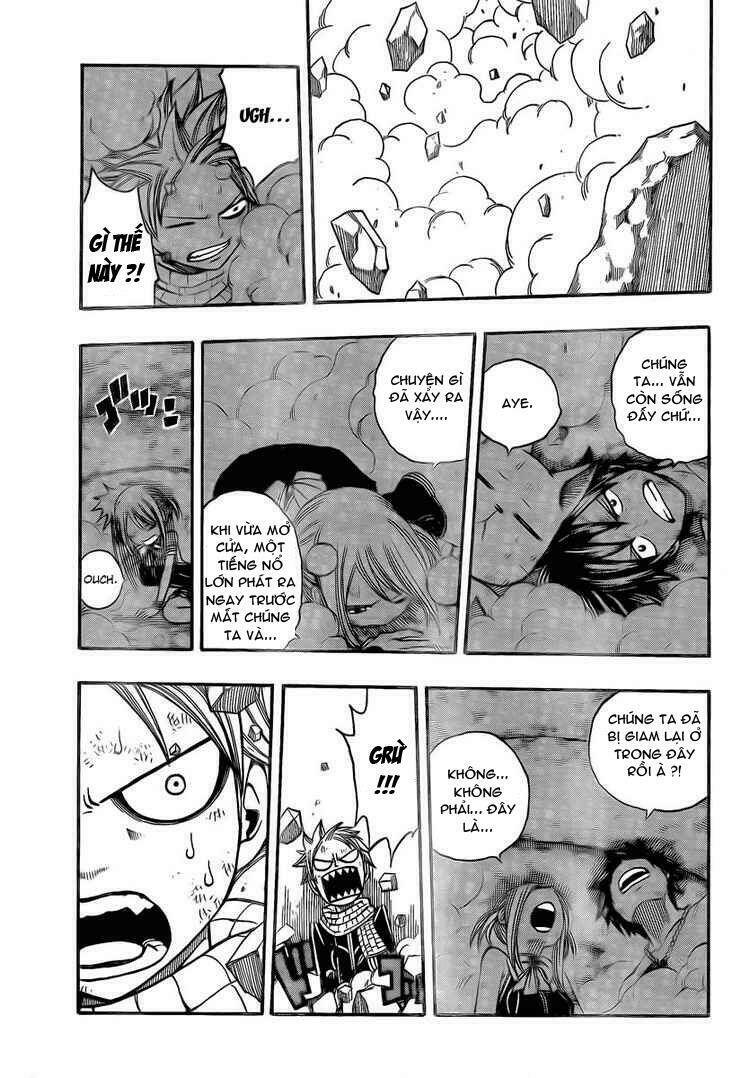 UGH...
GÌ THẾ
NÀY ?!
CHÚNG
TA... VẪN
CÒN SỐNG
ĐẤY CHỨ...
AYE.
CHUYỆN GÌ
ĐÃ XẢY RA
VẬY....
KHI VỪA MỞ
CỬA, MỘT
TIẾNG NỔ
LỚN PHÁT RA
NGAY TRƯỚC
MẮT CHÚNG
TA VÀ...
OUCH.
CHÚNG TA ĐÃ
BỊ GIAM LẠI Ở
TRONG ĐÂY
RỒI À ?!
KHÔNG...
KHÔNG
PHẢI... ĐÂY
LÀ...
GRỪ
!!!